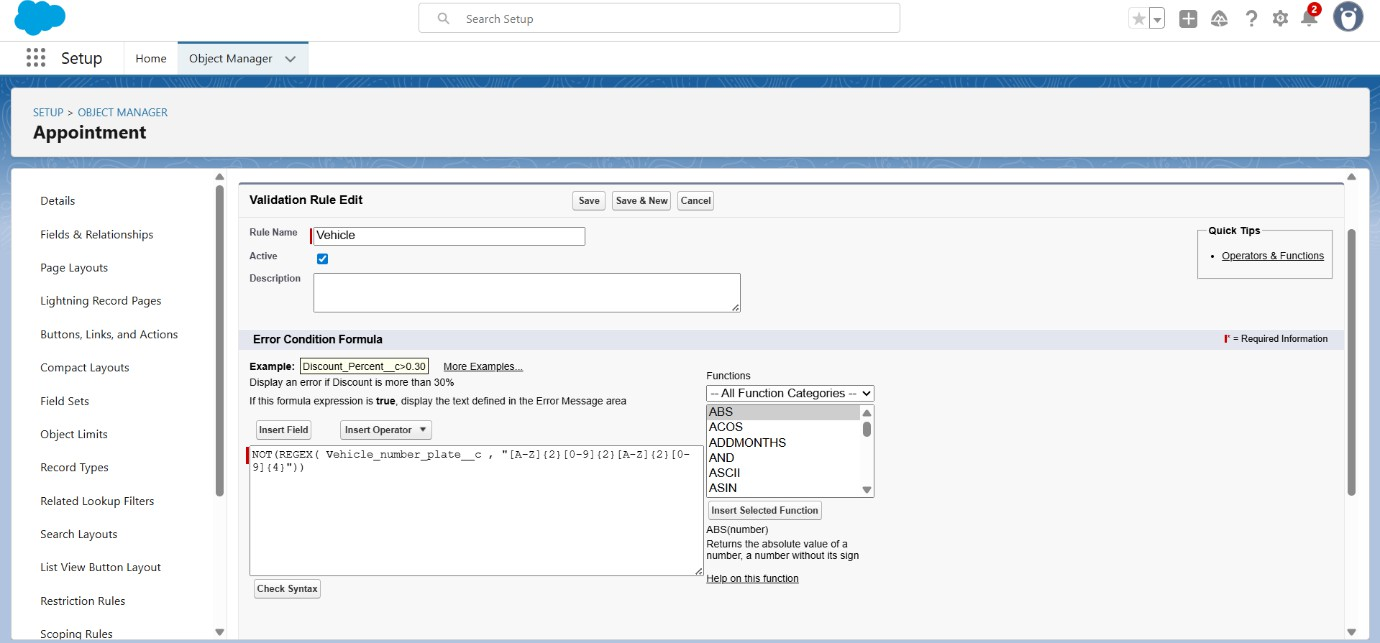 Search Setup
2
Setup
Home
Object Manager
SETUP > OBJECT MANAGER
Appointment
Details
Fields & Relationships
Page Layouts
Lightning Record Pages
Buttons, Links, and Actions
Compact Layouts
Field Sets
Object Limits
Record Types
Related Lookup Filters
Search Layouts
List View Button Layout
Restriction Rules
Scoping Rules
Validation Rule Edit
Save
Save & New
Cancel
Rule Name
Vehicle
Active
Description
Quick Tips
• Operators & Functions
Error Condition Formula
= Required Information
Example: Discount_Percent__c>0.30 More Examples...
Display an error if Discount is more than 30%
If this formula expression is true, display the text defined in the Error Message area
Insert Field
Insert Operator
NOT(REGEX( Vehicle_number_plate__c , "[A-Z]{2}[0-9]{2}[A-Z]{2}[0-
9]{4}"))
Check Syntax
Functions
-- All Function Categories --
ABS
ACOS
ADDMONTHS
AND
ASCII
ASIN
Insert Selected Function
ABS(number)
Returns the absolute value of a
number, a number without its sign
Help on this function